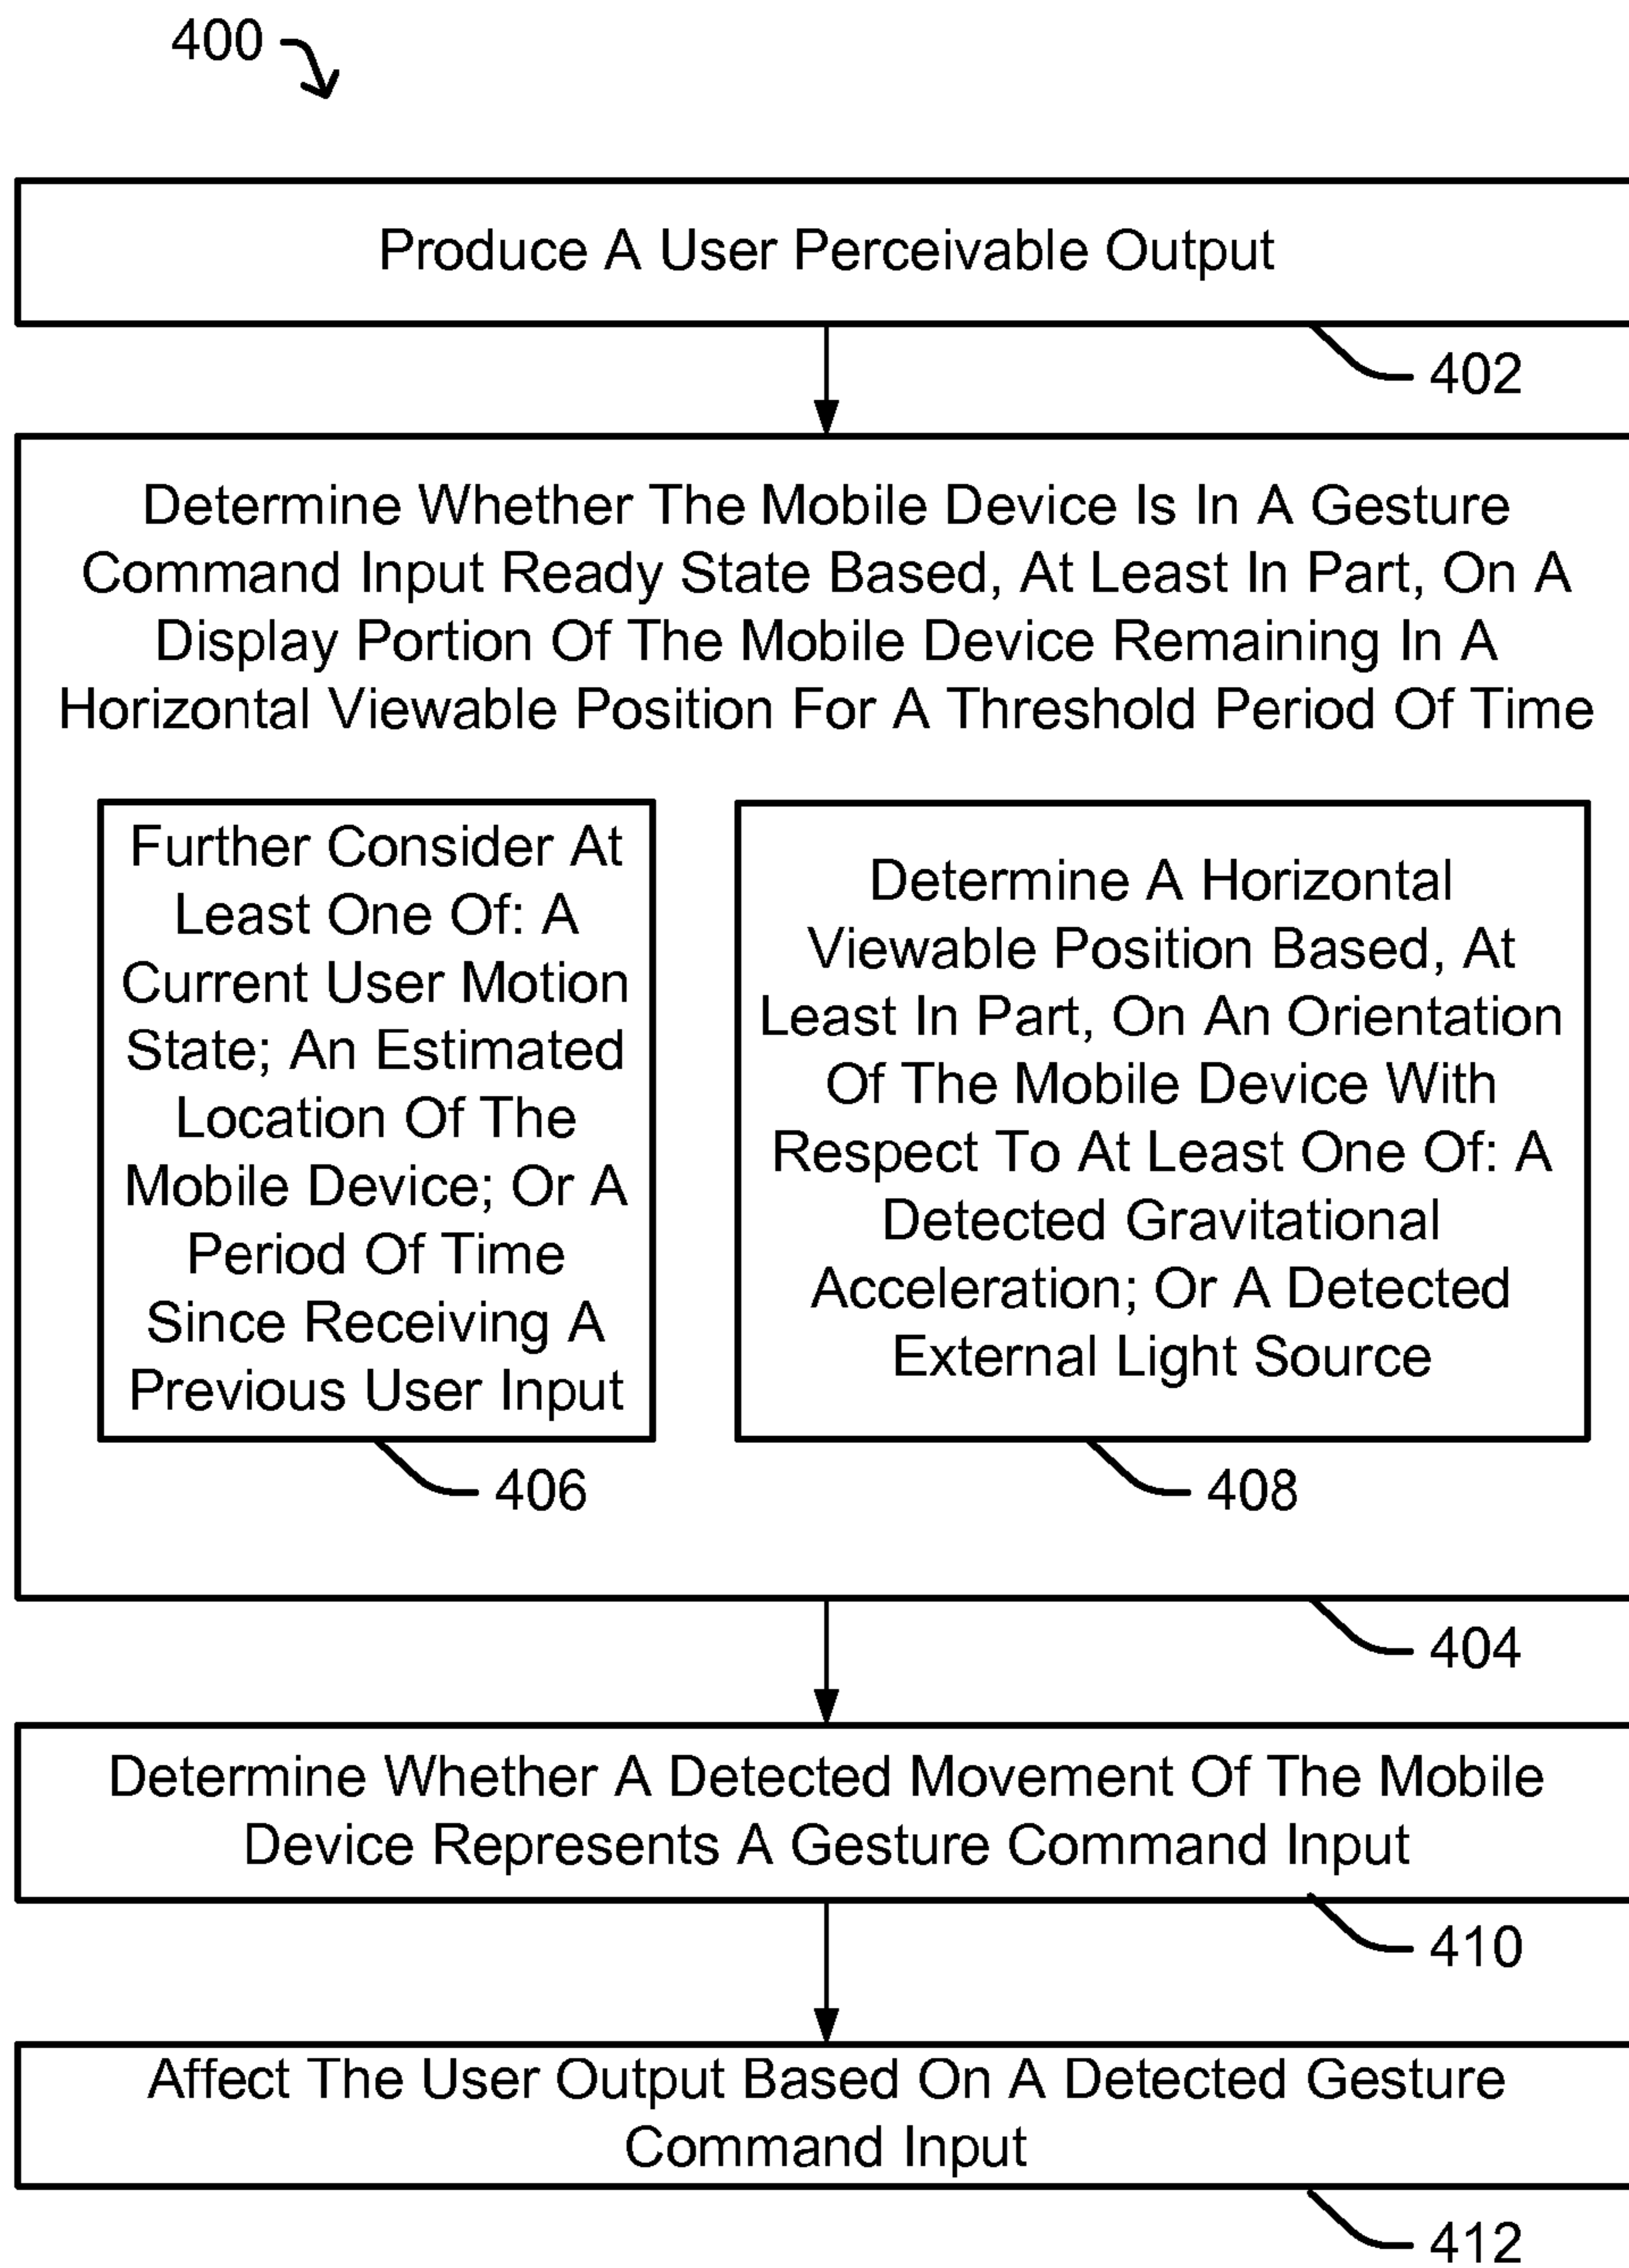 400
Produce A User Perceivable Output
402
Determine Whether The Mobile Device Is In A Gesture
Command Input Ready State Based, At Least In Part, On A
Display Portion Of The Mobile Device Remaining In A
Horizontal Viewable Position For A Threshold Period Of Time
Further Consider At
Least One Of: A
Current User Motion
State; An Estimated
Location Of The
Mobile Device; Or A
Period Of Time
Since Receiving A
Previous User Input
406
Determine A Horizontal
Viewable Position Based, At
Least In Part, On An Orientation
Of The Mobile Device With
Respect To At Least One Of: A
Detected Gravitational
Acceleration; Or A Detected
External Light Source
408
404
Determine Whether A Detected Movement Of The Mobile
Device Represents A Gesture Command Input
410
Affect The User Output Based On A Detected Gesture
Command Input
412